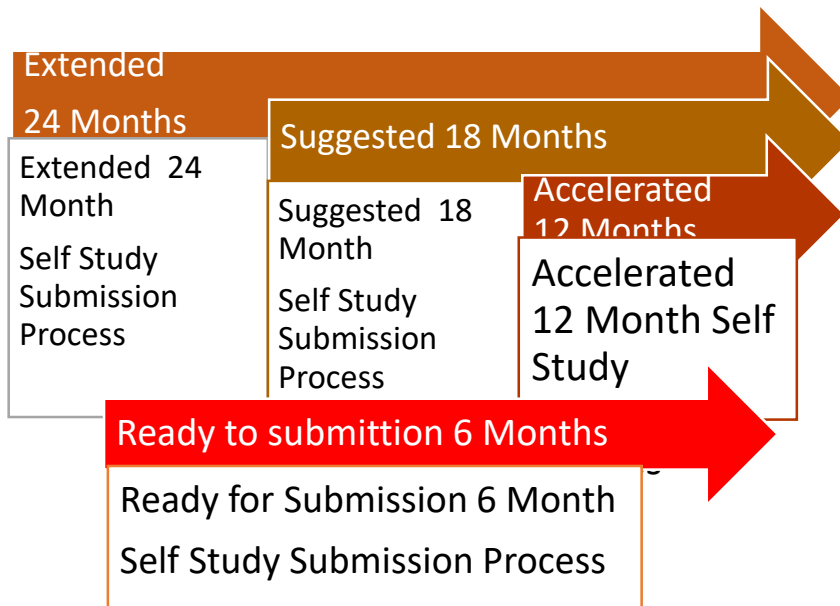 Extended
24 Months
Extended 24
Month
Self Study
Submission
Process
Suggested 18 Months
Suggested 18
Month
Self Study
Submission
Process
Accelerated
12 Months
Accelerated
12 Month Self
Study
Ready to submittion 6 Months
Ready for Submission 6 Month
Self Study Submission Process